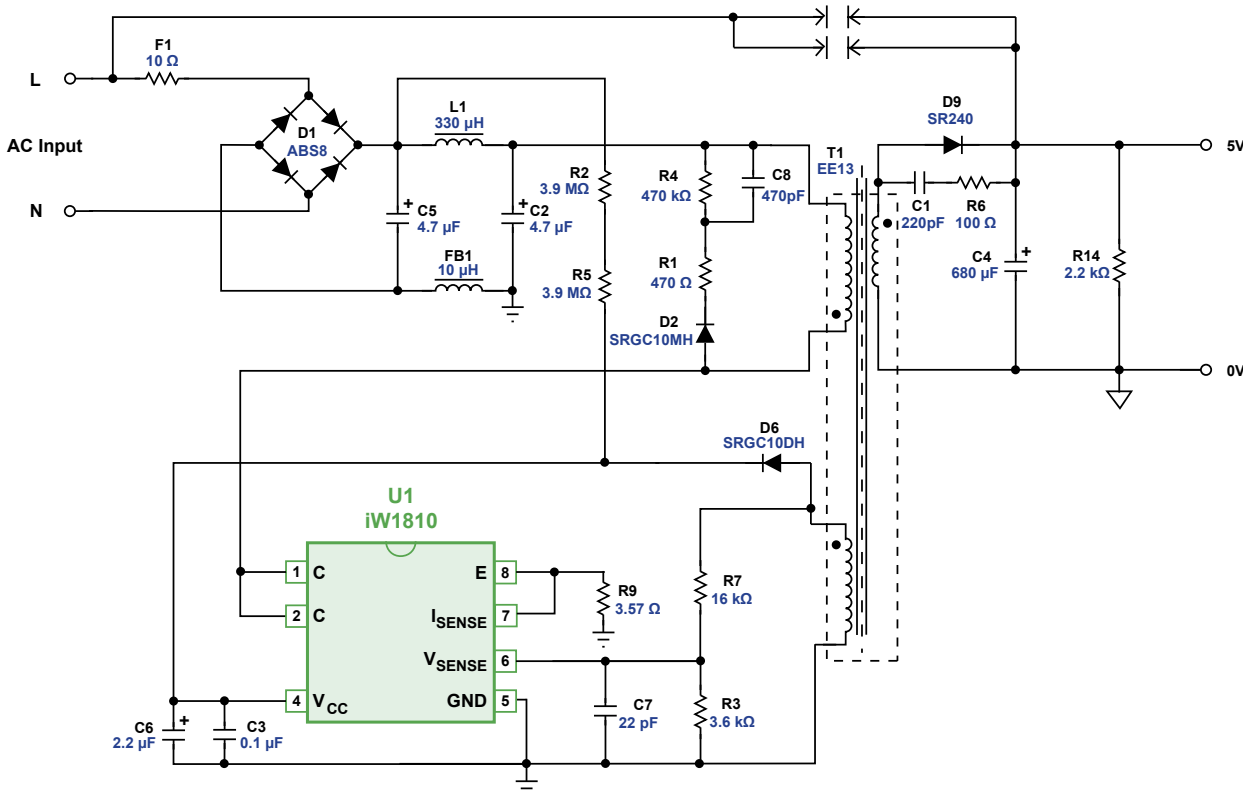 F1
10 Ω
L
AC Input
N
D1
ABS8
L1
330 µH
C5
4.7 µF
C2
4.7 µF
FB1
10 µH
R2
3.9 MΩ
R5
3.9 MΩ
R4
470 kΩ
C8
470pF
R1
470 Ω
D2
SRGC10MH
T1
EE13
D9
SR240
C1
220pF
R6
100 Ω
C4
680 µF
R14
2.2 kΩ
5V
0V
D6
SRGC10DH
U1
iW1810
1 C
2 C
4 VCC
E 8
ISENSE 7
VSENSE 6
GND 5
R9
3.57 Ω
R7
16 kΩ
C7
22 pF
R3
3.6 kΩ
C6
2.2 µF
C3
0.1 µF
+
+
+
+